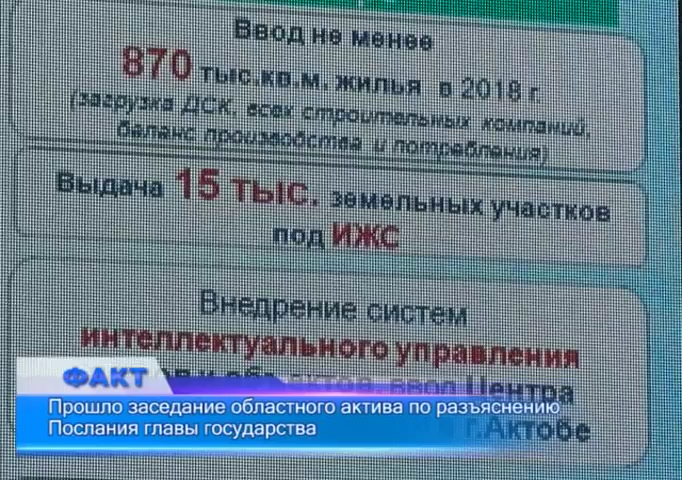 Ввод не менее
870 тыс.кв.м. жилья в 2018 г.
(загрузка ДСК, всех строительных компаний,
баланс производства и потребления)
Выдача 15 тыс. земельных участков
под ИЖС
Внедрение систем
интеллектуального управления
ввод Центра
г.Актобе
ФАКТ
Прошло заседание областного актива по разъяснению
Послания главы государства